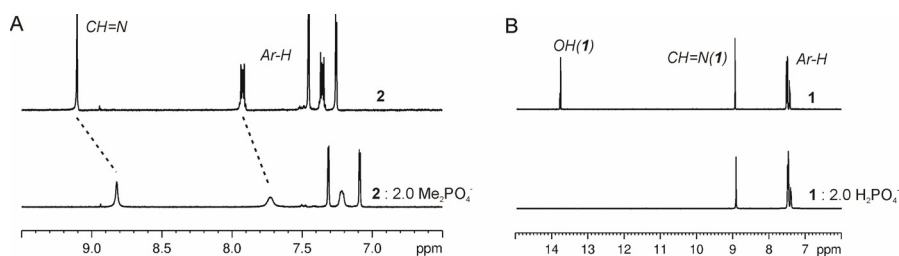 A
CH=N
Ar-H
2
2 : 2.0 Me₂PO₄⁻
9.0 8.5 8.0 7.5 7.0 ppm
B
OH(1)
CH=N(1)
Ar-H
1
1 : 2.0 H₂PO₄⁻
14 13 12 11 10 9 8 7 ppm